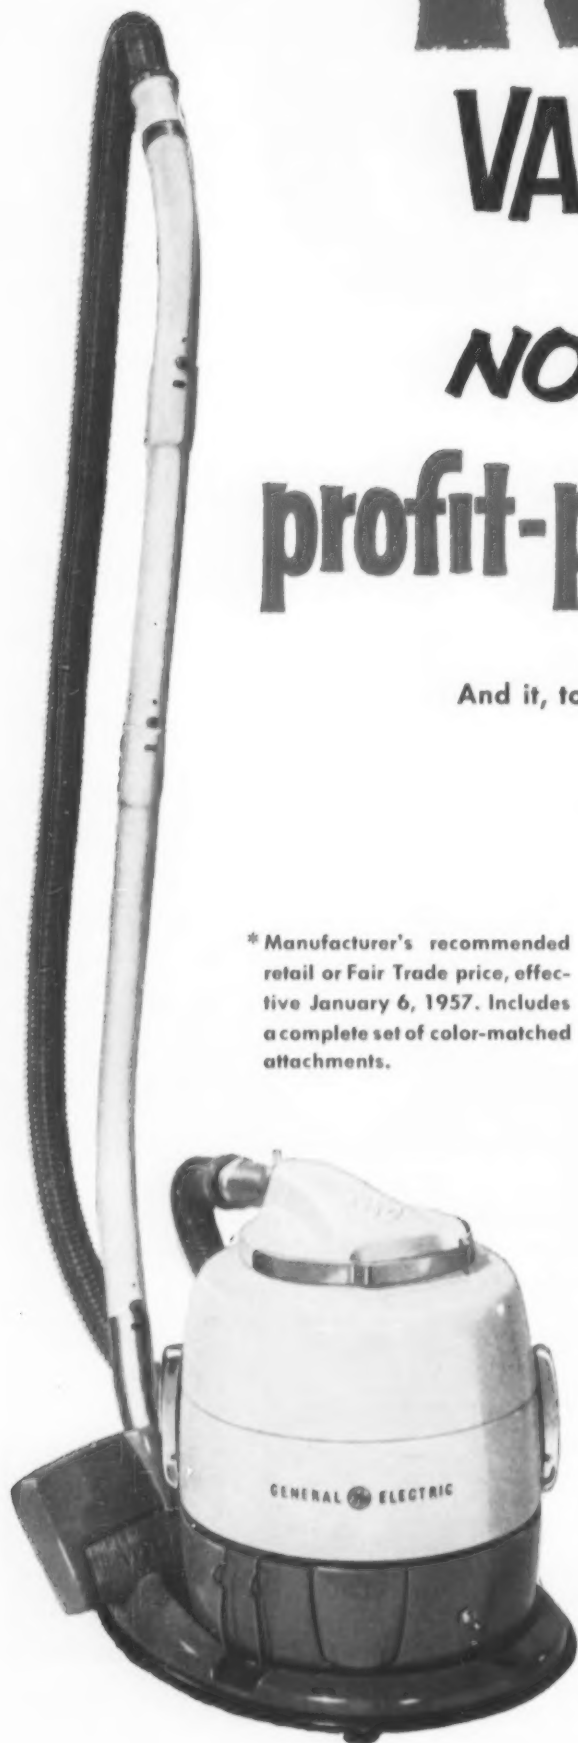 VA
NO
profit-p
And it, to
* Manufacturer's recommended
retail or Fair Trade price, effec-
tive January 6, 1957. Includes
a complete set of color-matched
attachments.
GENERAL GE ELECTRIC